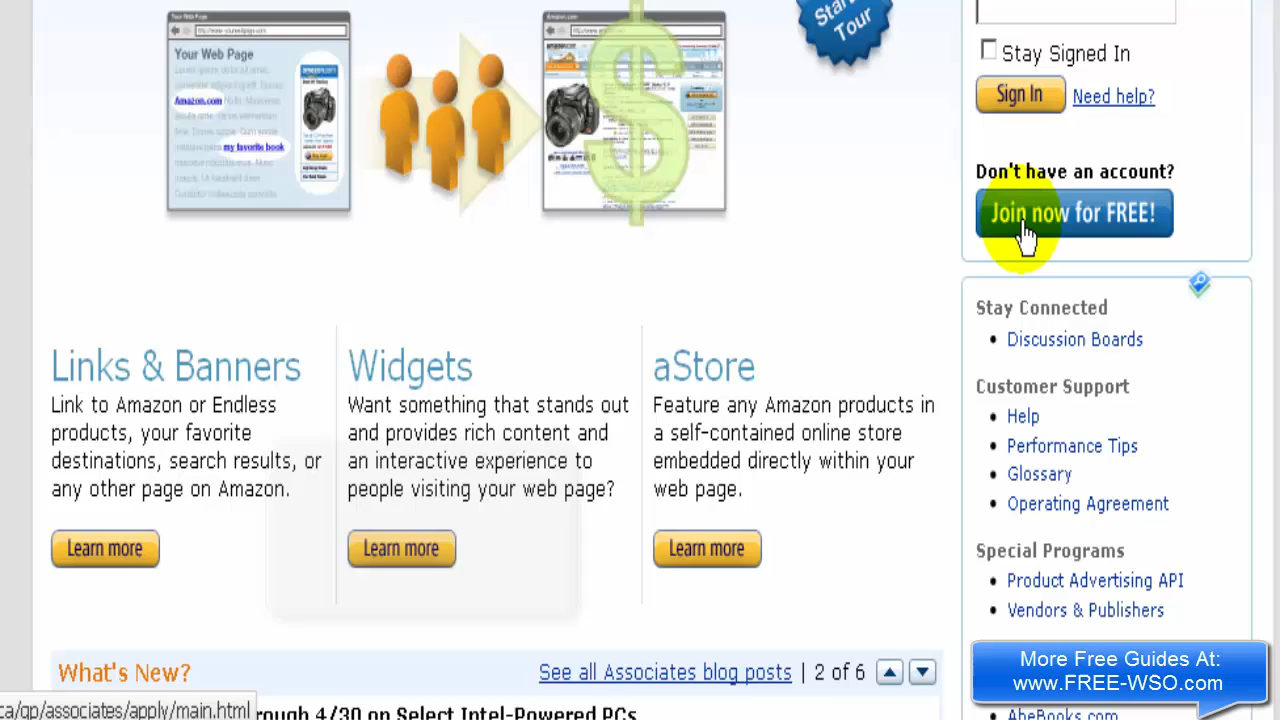 Your Web Page
Amazon.com
Your Web Page
Amazon.com
my favorite book
Start
Tour
Stay Signed In
Sign In
Need help?
Don't have an account?
Join now for FREE!
Links & Banners
Link to Amazon or Endless
products, your favorite
destinations, search results, or
any other page on Amazon.
Learn more
Widgets
Want something that stands out
and provides rich content and
an interactive experience to
people visiting your web page?
Learn more
aStore
Feature any Amazon products in
a self-contained online store
embedded directly within your
web page.
Learn more
Stay Connected
Discussion Boards
Customer Support
Help
Performance Tips
Glossary
Operating Agreement
Special Programs
Product Advertising API
Vendors & Publishers
AbeBooks.com
More Free Guides At:
www.FREE-WSO.com
What's New?
See all Associates blog posts | 2 of 6
ca/gp/associates/apply/main.html
rough 4/30 on Select Intel-Powered PCs